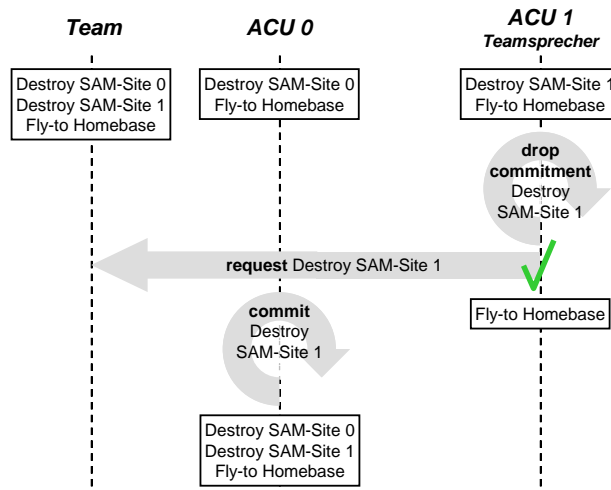 Team
ACU 0
ACU 1
Teamsprecher
Destroy SAM-Site 0
Destroy SAM-Site 1
Fly-to Homebase
Destroy SAM-Site 0
Fly-to Homebase
Destroy SAM-Site 1
Fly-to Homebase
drop
commitment
Destroy
SAM-Site 1
request Destroy SAM-Site 1
commit
Destroy
SAM-Site 1
Fly-to Homebase
Destroy SAM-Site 0
Destroy SAM-Site 1
Fly-to Homebase